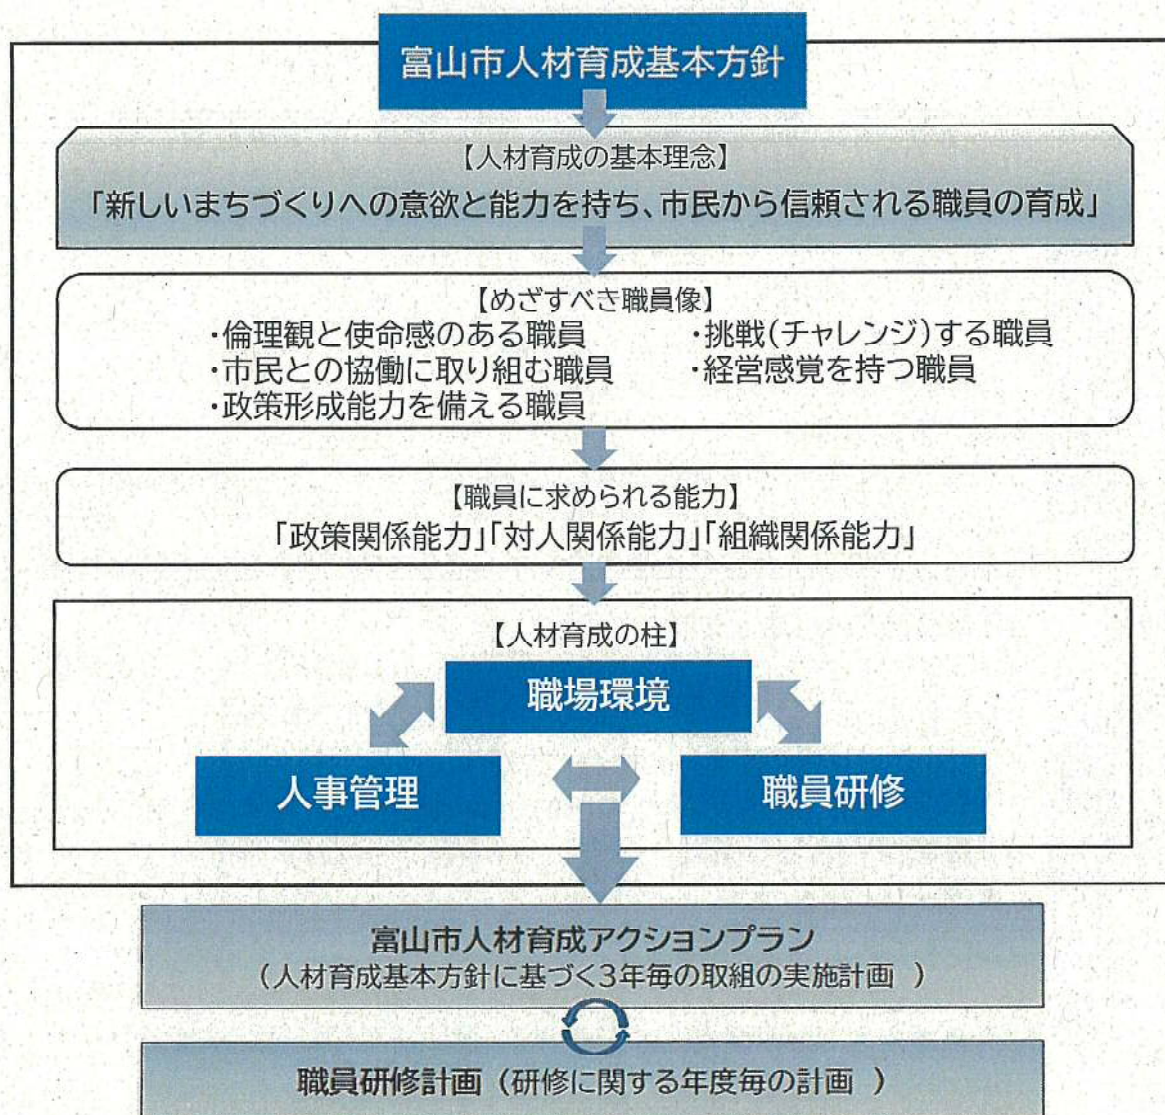 富山市人材育成基本方針
【人材育成の基本理念】
「新しいまちづくりへの意欲と能力を持ち、市民から信頼される職員の育成」
【めざすべき職員像】
・倫理観と使命感のある職員 ・挑戦(チャレンジ)する職員
・市民との協働に取り組む職員 ・経営感覚を持つ職員
・政策形成能力を備える職員
【職員に求められる能力】
「政策関係能力」「対人関係能力」「組織関係能力」
【人材育成の柱】
職場環境
人事管理 職員研修
富山市人材育成アクションプラン
(人材育成基本方針に基づく3年毎の取組の実施計画 )
職員研修計画 (研修に関する年度毎の計画 )